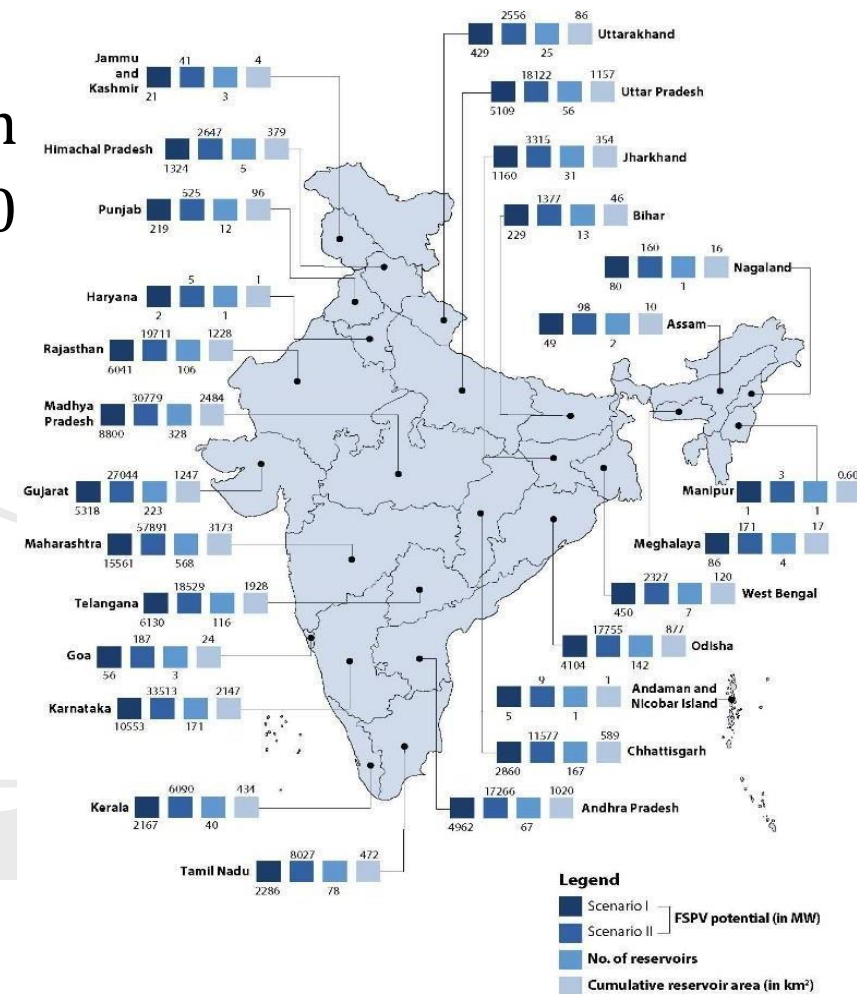 n
0
Jammu
and
Kashmir
41 4
21 3
Himachal Pradesh
2647 379
1324 5
Punjab
525 96
219 12
Haryana
5 1
2 1
Rajasthan
19711 1228
6041 106
Madhya
Pradesh
30779 2484
8800 328
Gujarat
27044 1247
5318 223
Maharashtra
57891 3173
15561 568
Telangana
18529 1928
6130 116
Goa
187 24
56 3
Karnataka
33513 2147
10553 171
Kerala
6090 434
2167 40
Tamil Nadu
8027 472
2286 78
2556 86
Uttarakhand
429 25
18122 1157
Uttar Pradesh
5109 56
3315 354
Jharkhand
1160 31
1377 46
Bihar
229 13
160 16
Nagaland
80 1
98 10
Assam
49 2
3 0.60
Manipur
1 1
171 17
Meghalaya
86 4
2327 120
West Bengal
450 7
17755 877
Odisha
4104 142
9 1
Andaman and
Nicobar Island
5 1
11577 589
Chhattisgarh
2860 167
17266 1020
Andhra Pradesh
4962 67
Legend
Scenario I
FSPV potential (in MW)
Scenario II
No. of reservoirs
Cumulative reservoir area (in km²)